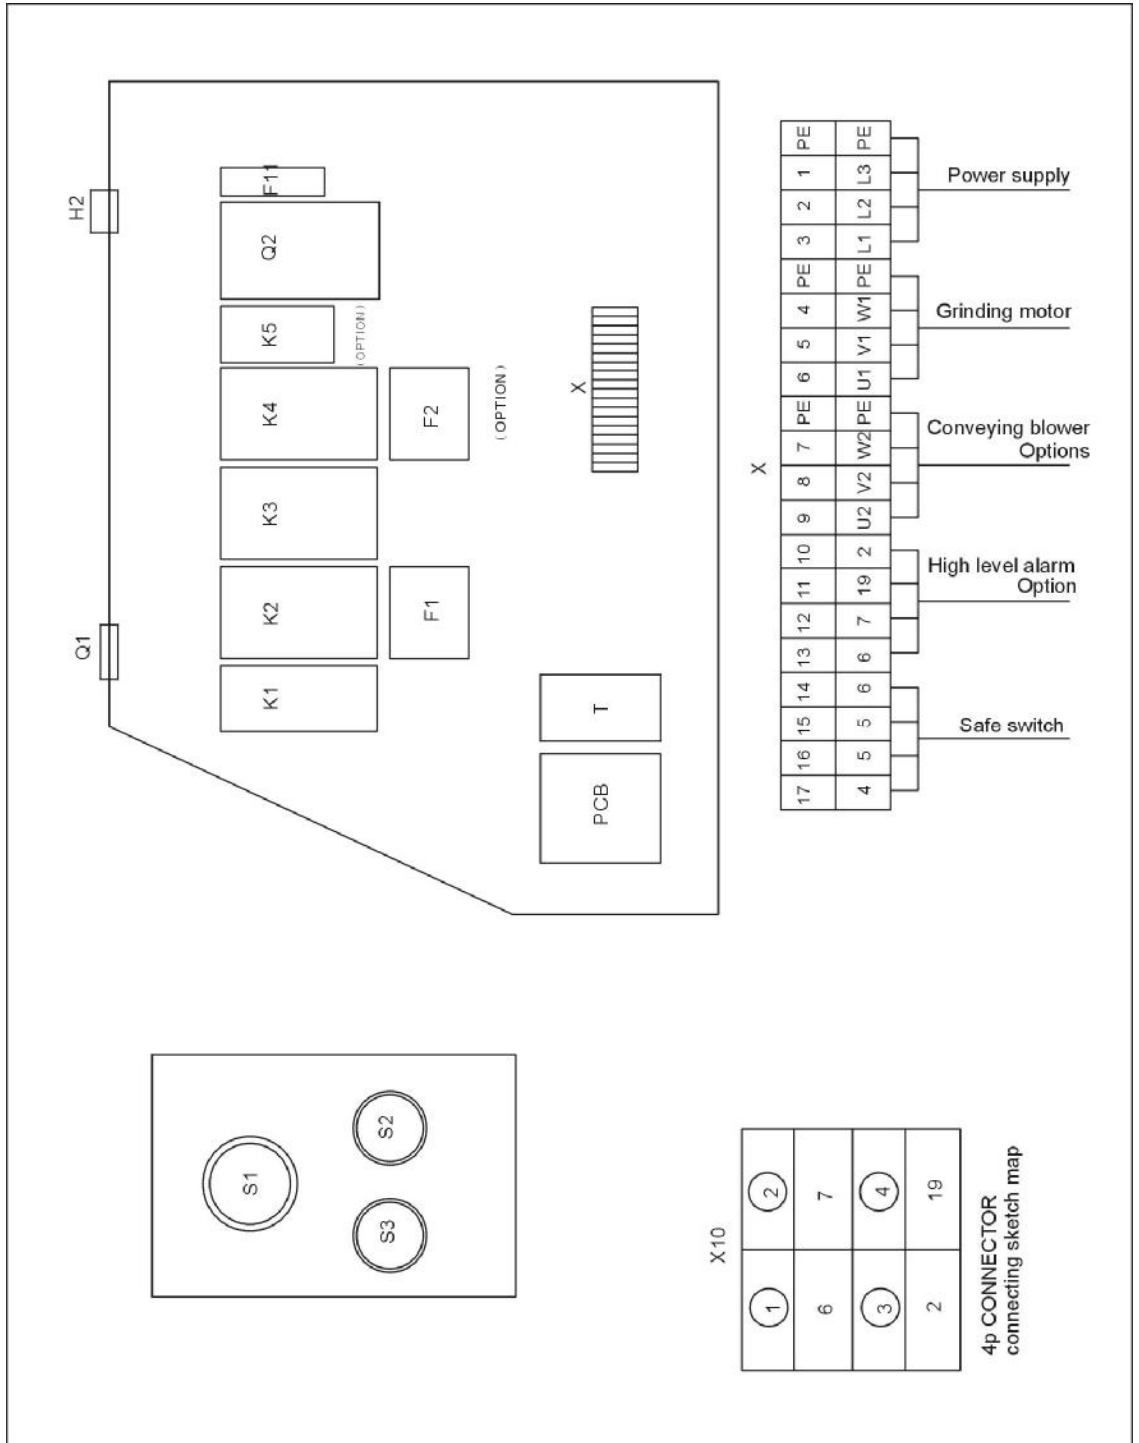 H2
Q1
F11
Q2
K5
(OPTION)
K4
F2
(OPTION)
K3
K2
F1
K1
T
PCB
X
X
PE PE
1 L3
2 L2
3 L1
PE PE
4 W1
5 V1
6 U1
PE PE
7 W2
8 V2
9 U2
10 2
11 19
12 7
13 6
14 6
15 5
16 5
17 4
Power supply
Grinding motor
Conveying blower
Options
High level alarm
Option
Safe switch
S1
S2
S3
X10
1 2
6 7
3 4
2 19
4p CONNECTOR
connecting sketch map